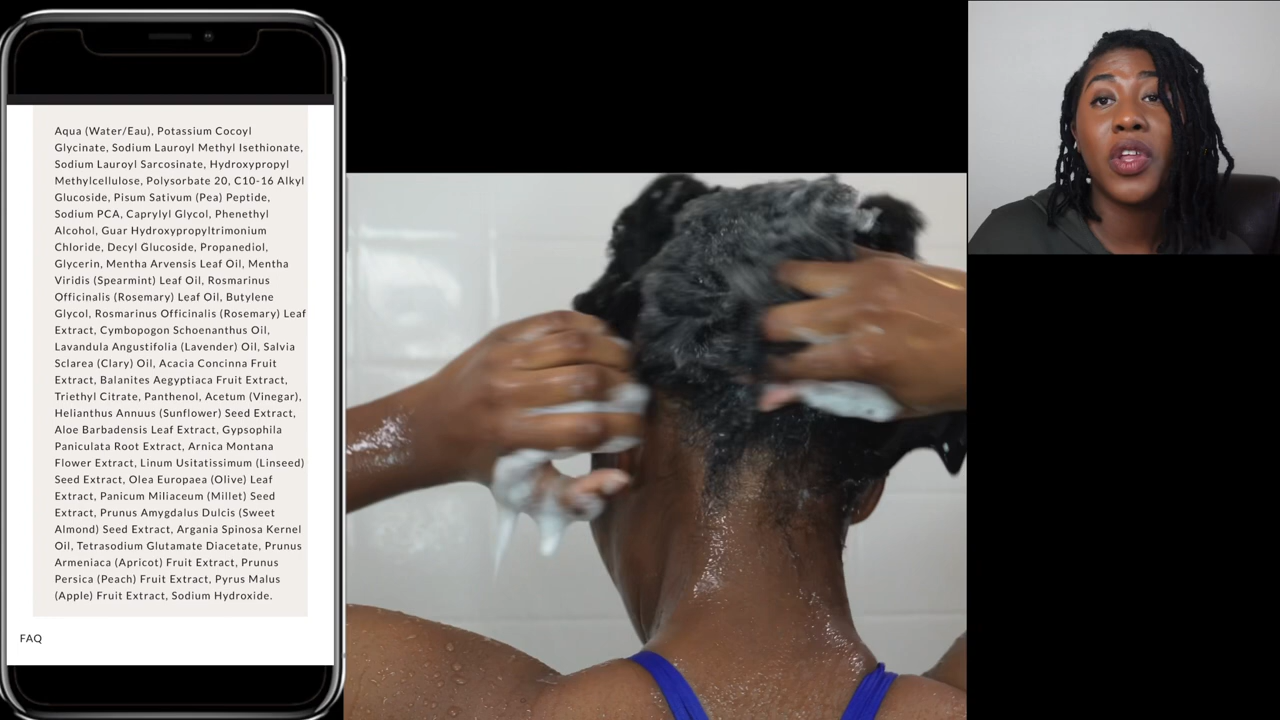 Aqua (Water/Eau), Potassium Cocoyl
Glycinate, Sodium Lauroyl Methyl Isethionate,
Sodium Lauroyl Sarcosinate, Hydroxypropyl
Methylcellulose, Polysorbate 20, C10-16 Alkyl
Glucoside, Pisum Sativum (Pea) Peptide,
Sodium PCA, Caprylyl Glycol, Phenethyl
Alcohol, Guar Hydroxypropyltrimonium
Chloride, Decyl Glucoside, Propanediol,
Glycerin, Mentha Arvensis Leaf Oil, Mentha
Viridis (Spearmint) Leaf Oil, Rosmarinus
Officinalis (Rosemary) Leaf Oil, Butylene
Glycol, Rosmarinus Officinalis (Rosemary) Leaf
Extract, Cymbopogon Schoenanthus Oil,
Lavandula Angustifolia (Lavender) Oil, Salvia
Sclarea (Clary) Oil, Acacia Concinna Fruit
Extract, Balanites Aegyptiaca Fruit Extract,
Triethyl Citrate, Panthenol, Acetum (Vinegar),
Helianthus Annuus (Sunflower) Seed Extract,
Aloe Barbadensis Leaf Extract, Gypsophila
Paniculata Root Extract, Arnica Montana
Flower Extract, Linum Usitatissimum (Linseed)
Seed Extract, Olea Europaea (Olive) Leaf
Extract, Panicum Miliaceum (Millet) Seed
Extract, Prunus Amygdalus Dulcis (Sweet
Almond) Seed Extract, Argania Spinosa Kernel
Oil, Tetrasodium Glutamate Diacetate, Prunus
Armeniaca (Apricot) Fruit Extract, Prunus
Persica (Peach) Fruit Extract, Pyrus Malus
(Apple) Fruit Extract, Sodium Hydroxide.
FAQ